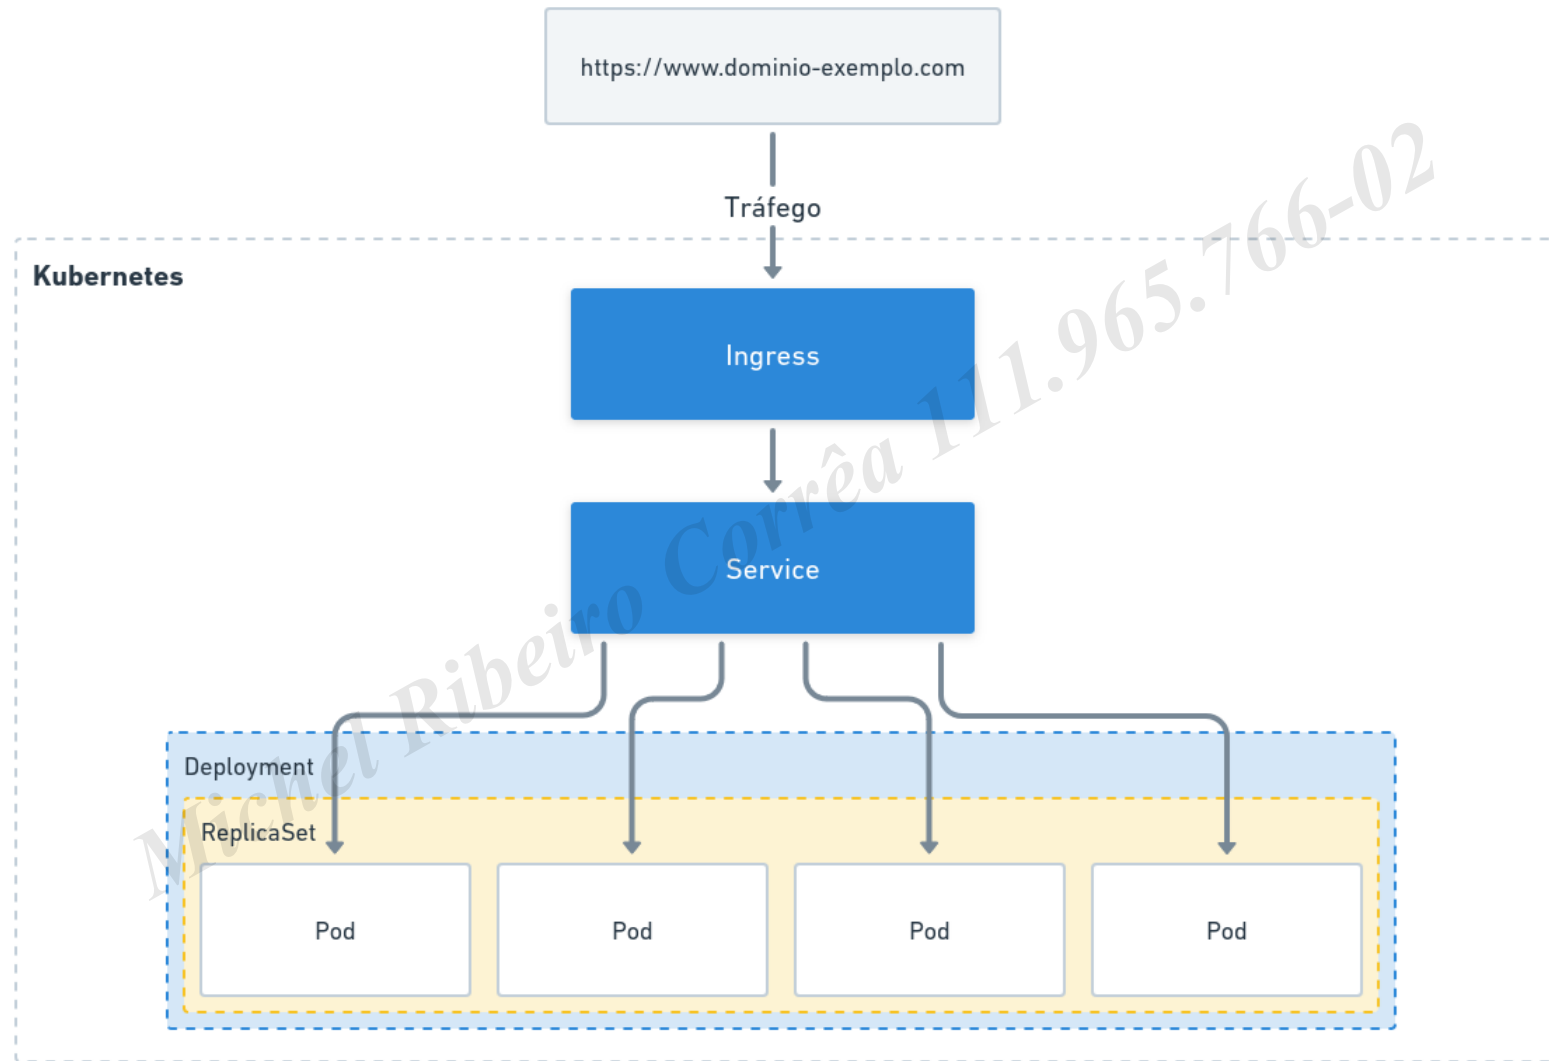 https://www.dominio-exemplo.com
Tráfego
Kubernetes
Ingress
Service
Deployment
ReplicaSet
Pod
Pod
Pod
Pod
Michel Ribeiro Corrêa 111.965.766-02